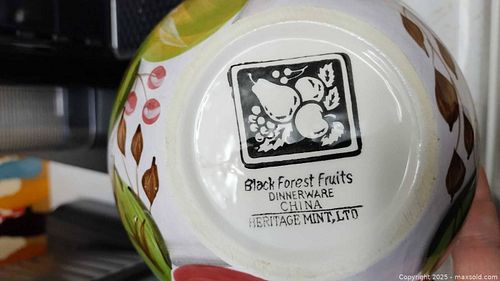 Black Forest Fruits
DINNERWARE
CHINA
HERITAGE MINT, LTD
Copyright 2025 - maxsold.com